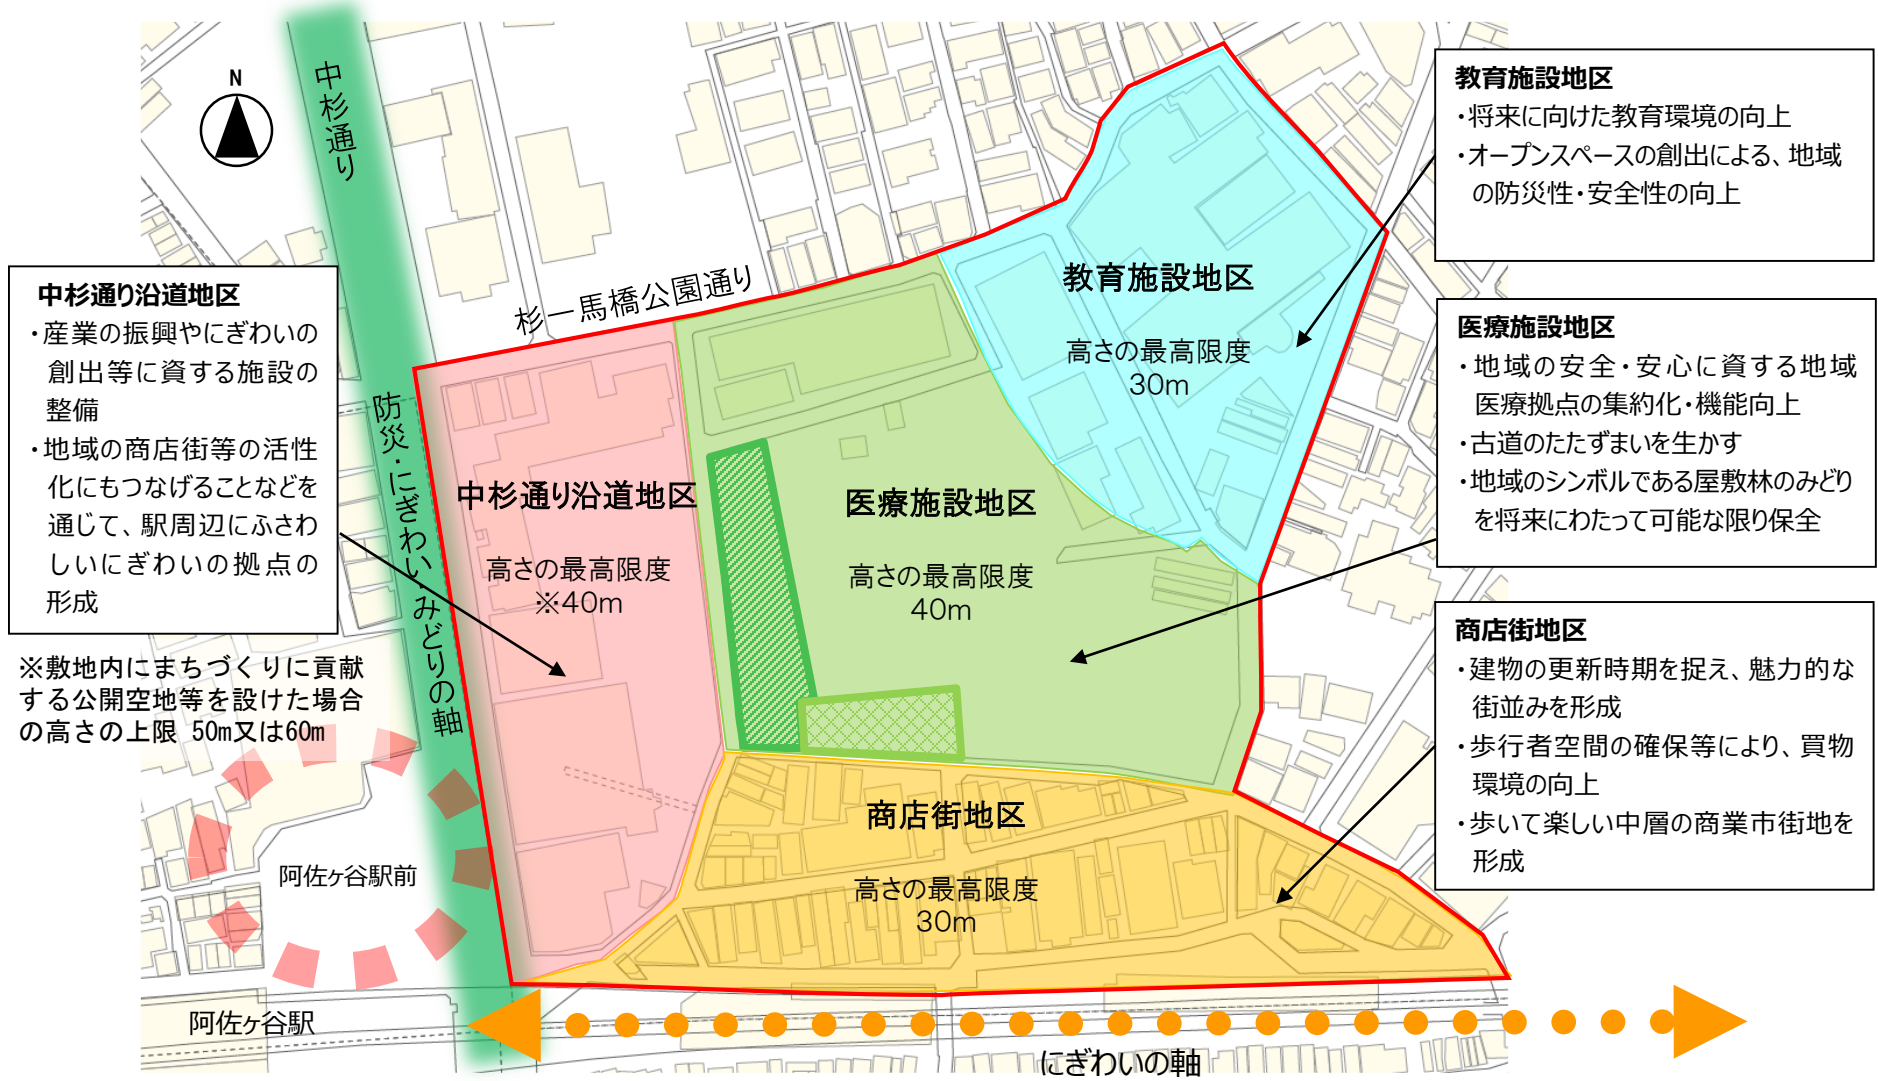 N
中杉通り
杉一馬橋公園通り
防災・にぎわい・みどりの軸
中杉通り沿道地区
・産業の振興やにぎわいの
創出等に資する施設の
整備
・地域の商店街等の活性
化にもつなげることなどを
通じて、駅周辺にふさわ
しいにぎわいの拠点の
形成
※敷地内にまちづくりに貢献
する公開空地等を設けた場合
の高さの上限 50m又は60m
中杉通り沿道地区
高さの最高限度
※40m
医療施設地区
高さの最高限度
40m
教育施設地区
高さの最高限度
30m
商店街地区
高さの最高限度
30m
教育施設地区
・将来に向けた教育環境の向上
・オープンスペースの創出による、地域
の防災性・安全性の向上
医療施設地区
・地域の安全・安心に資する地域
医療拠点の集約化・機能向上
・古道のたたずまいを生かす
・地域のシンボルである屋敷林のみどり
を将来にわたって可能な限り保全
商店街地区
・建物の更新時期を捉え、魅力的な
街並みを形成
・歩行者空間の確保等により、買物
環境の向上
・歩いて楽しい中層の商業市街地を
形成
阿佐ヶ谷駅前
阿佐ヶ谷駅
にぎわいの軸